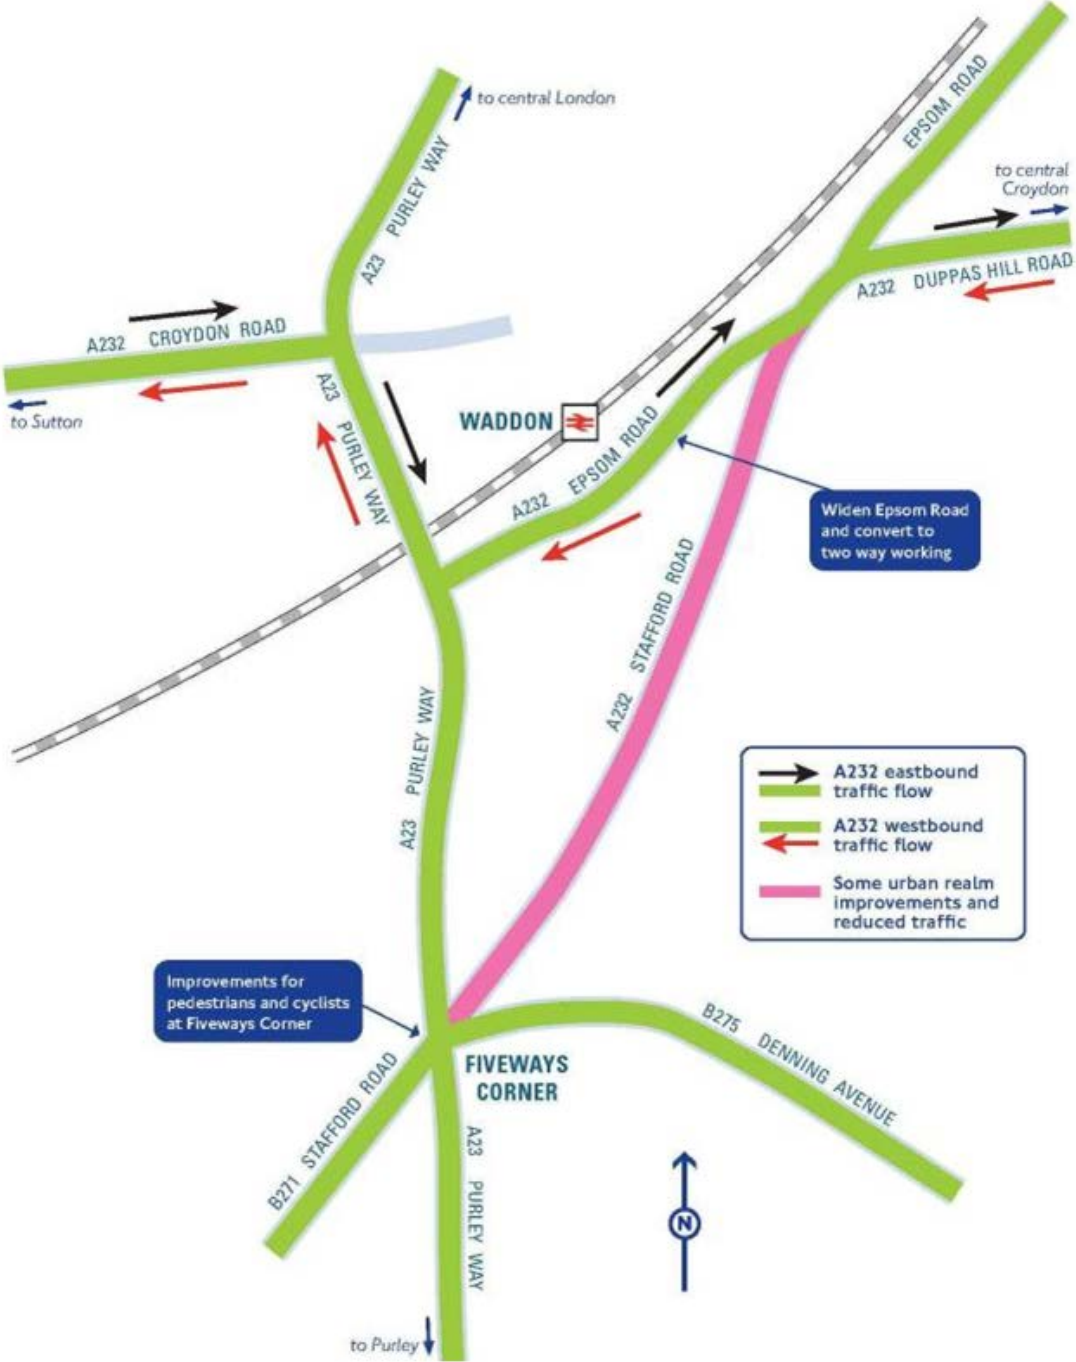 EPSOM ROAD
to central London
A23 PURLEY WAY
to central
Croydon
A232 DUPPAS HILL ROAD
A232 CROYDON ROAD
to Sutton
A23 PURLEY WAY
WADDON
A232 EPSOM ROAD
Widen Epsom Road
and convert to
two way working
A232 STAFFORD ROAD
A23 PURLEY WAY
A232 eastbound
traffic flow
A232 westbound
traffic flow
Some urban realm
improvements and
reduced traffic
Improvements for
pedestrians and cyclists
at Fiveways Corner
B275 DENNING AVENUE
FIVEWAYS
CORNER
B271 STAFFORD ROAD
A23 PURLEY WAY
N
to Purley